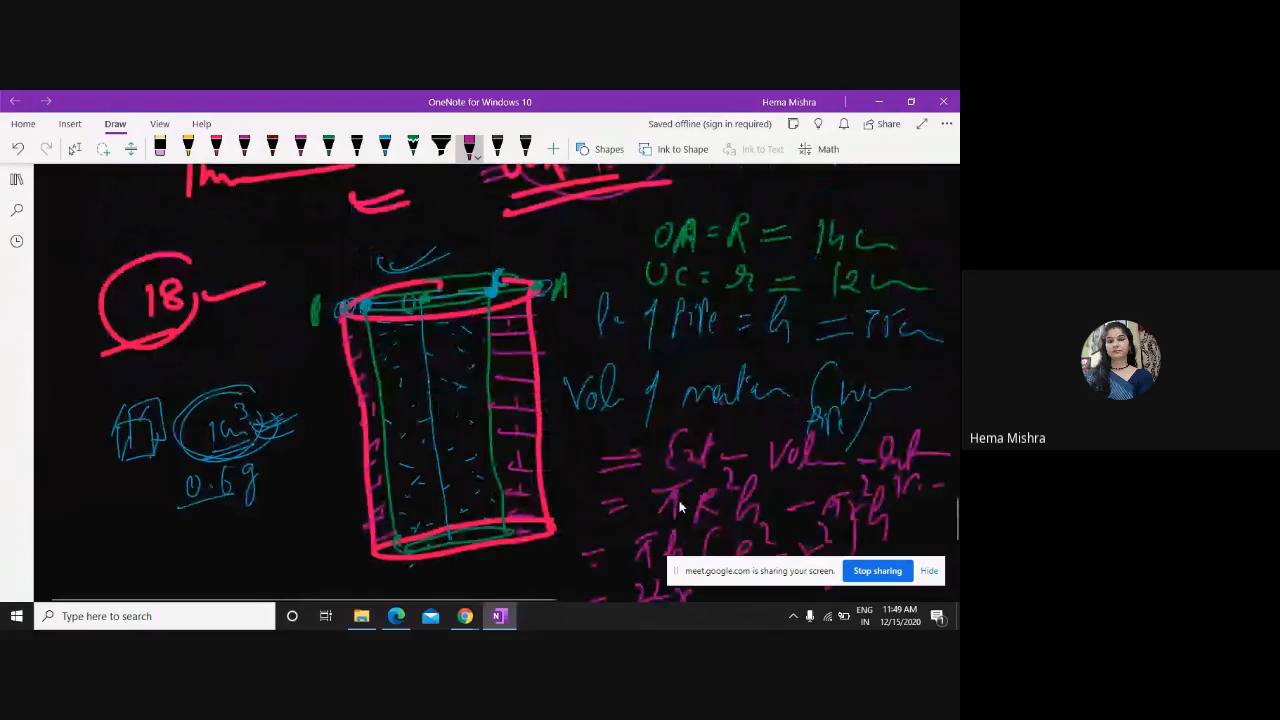 OneNote for Windows 10
Hema Mishra
Home Insert Draw View Help
Saved offline (sign in required)
Share
Shapes
Ink to Shape
Ink to Text
Math
OA = R = 14 cm
OC = r = 12 cm
18
A
of pipe = h =
Vol of
1cm³
0.6g
Ext - Vol -
= πR²h - πr²h
= πh (R² - r²)
meet.google.com is sharing your screen.
Stop sharing
Hide
Hema Mishra
Type here to search
ENG
IN
11:49 AM
12/15/2020
1